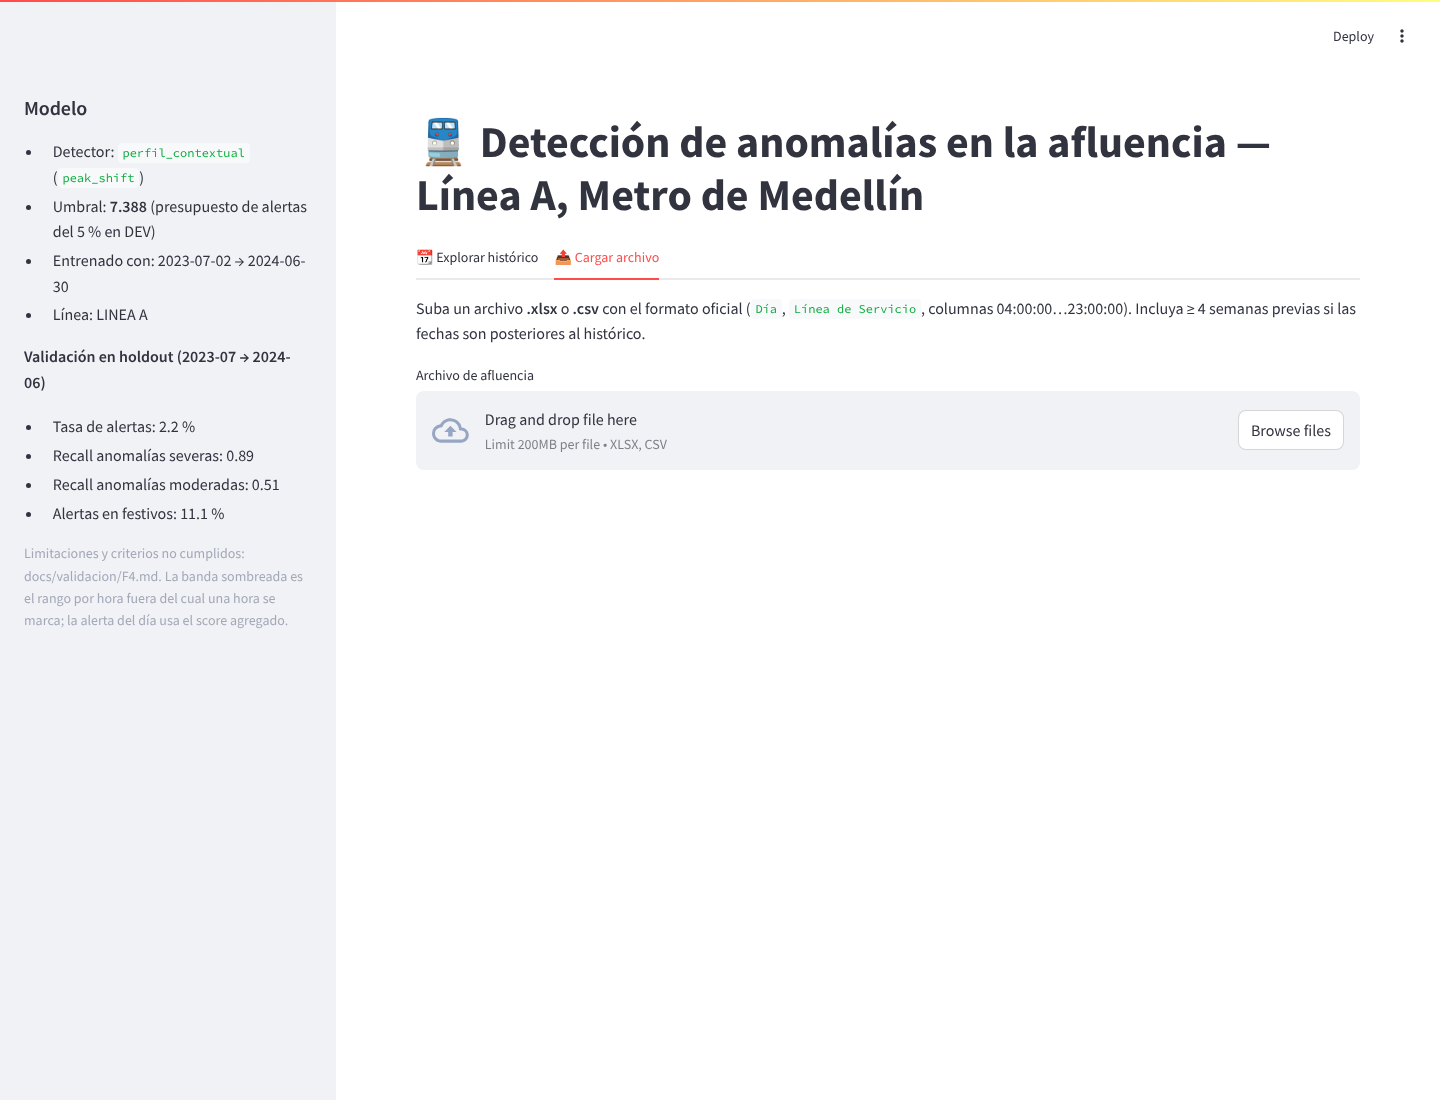 Deploy
Modelo
• Detector: perfil_contextual
( peak_shift )
• Umbral: 7.388 (presupuesto de alertas
del 5 % en DEV)
• Entrenado con: 2023-07-02 → 2024-06-
30
• Línea: LINEA A
Validación en holdout (2023-07 → 2024-
06)
• Tasa de alertas: 2.2 %
• Recall anomalías severas: 0.89
• Recall anomalías moderadas: 0.51
• Alertas en festivos: 11.1 %
Limitaciones y criterios no cumplidos:
docs/validacion/F4.md. La banda sombreada es
el rango por hora fuera del cual una hora se
marca; la alerta del día usa el score agregado.
Detección de anomalías en la afluencia —
Línea A, Metro de Medellín
Explorar histórico
Cargar archivo
Suba un archivo .xlsx o .csv con el formato oficial ( Día , Línea de Servicio , columnas 04:00:00…23:00:00). Incluya ≥ 4 semanas previas si las
fechas son posteriores al histórico.
Archivo de afluencia
Drag and drop file here
Limit 200MB per file • XLSX, CSV
Browse files